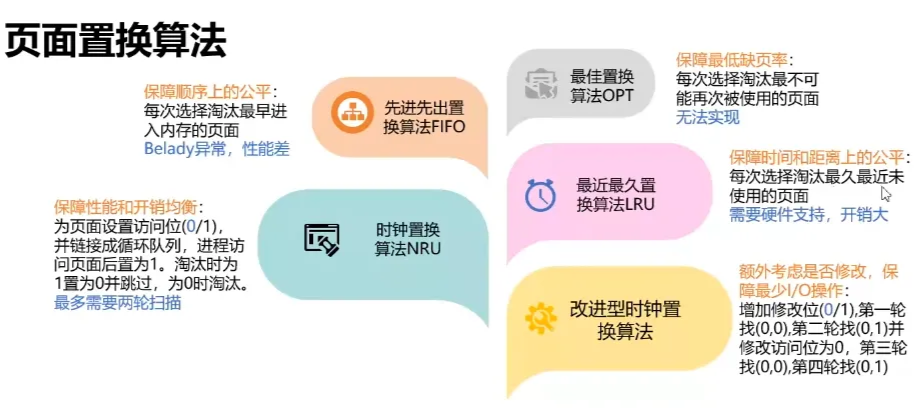 页面置换算法
保障顺序上的公平：
每次选择淘汰最早进
入内存的页面
Belady异常，性能差
先进先出置
换算法FIFO
最佳置换
算法OPT
保障最低缺页率：
每次选择淘汰最不可
能再次被使用的页面
无法实现
保障性能和开销均衡：
为页面设置访问位(0/1)，
并链接成循环队列，进程访
问页面后置为1。淘汰时为
1置为0并跳过，为0时淘汰。
最多需要两轮扫描
时钟置换
算法NRU
最近最久置
换算法LRU
保障时间和距离上的公平：
每次选择淘汰最久最近未
使用的页面
需要硬件支持，开销大
改进型时钟置
换算法
额外考虑是否修改，保
障最少I/O操作：
增加修改位(0/1),第一轮
找(0,0),第二轮找(0,1)并
修改访问位为0，第三轮
找(0,0),第四轮找(0,1)